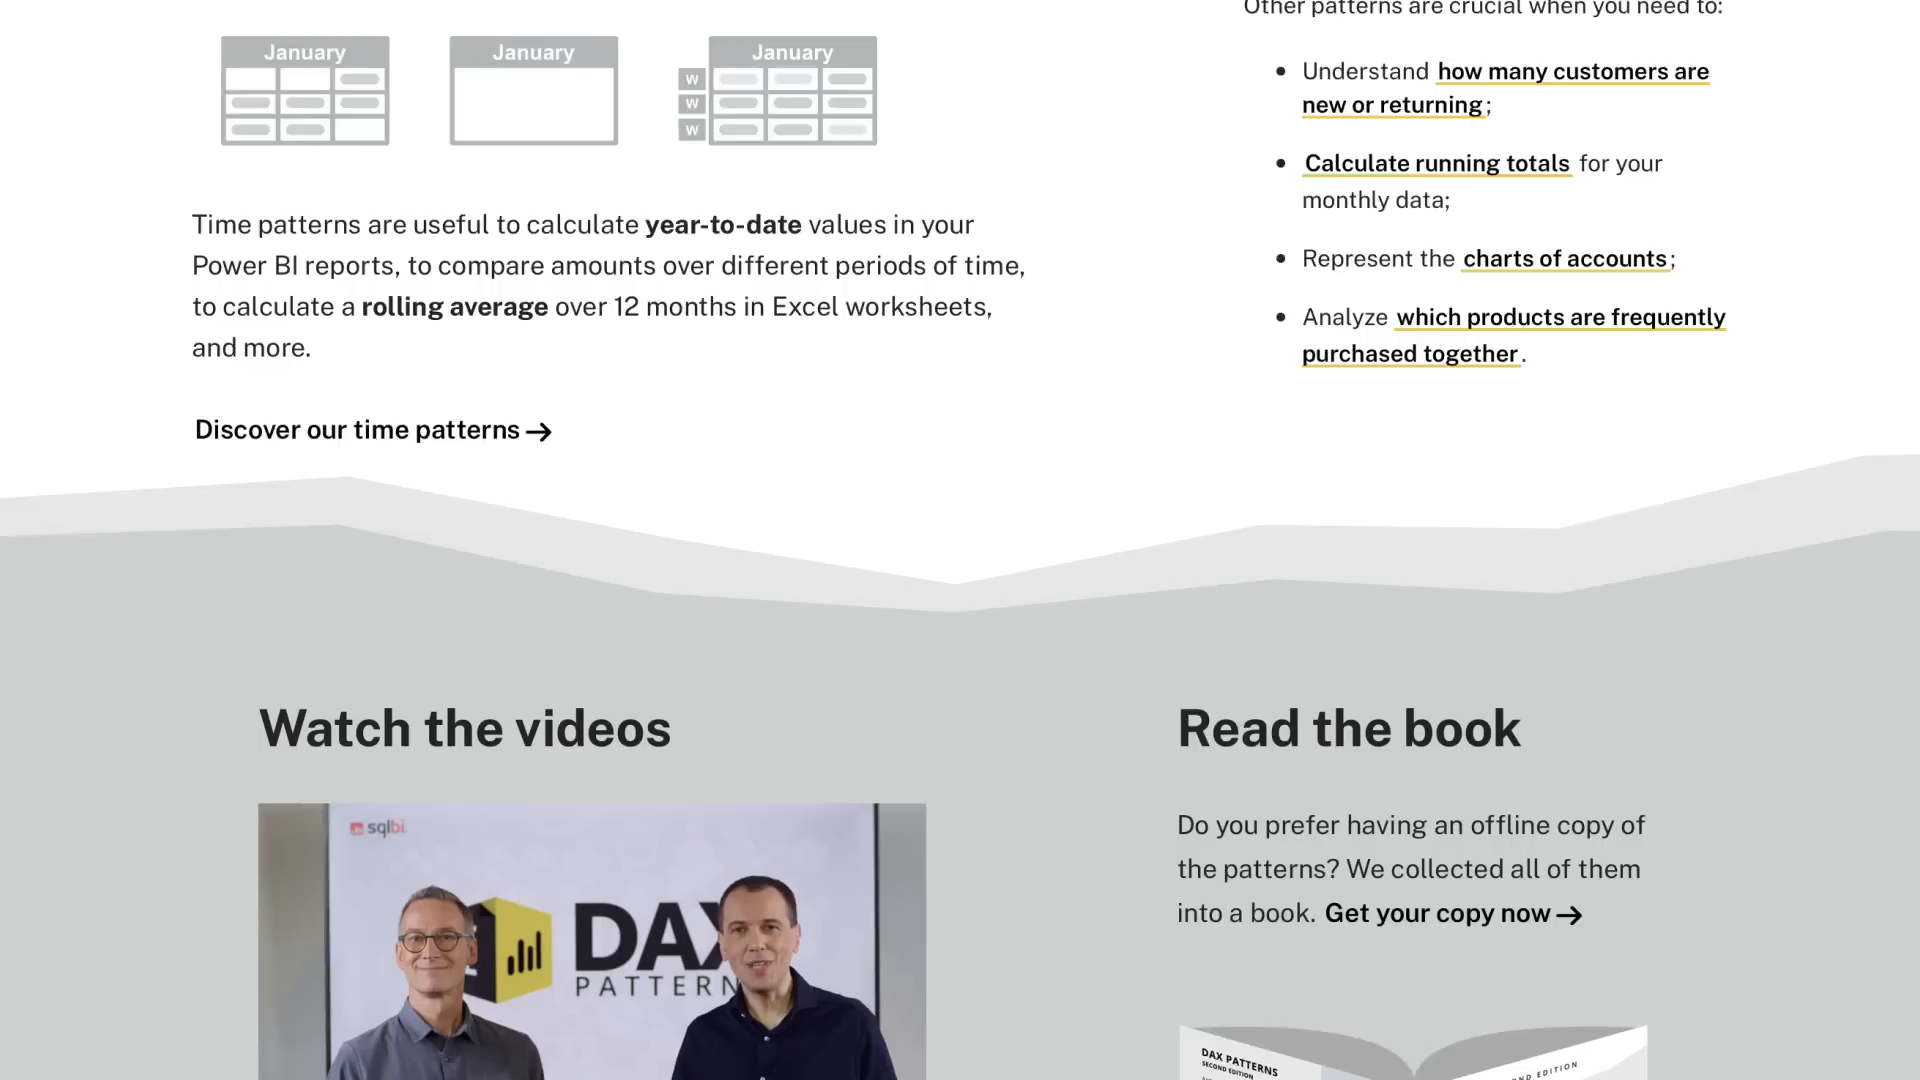 January
January
January
W
W
W
Time patterns are useful to calculate year-to-date values in your
Power BI reports, to compare amounts over different periods of time,
to calculate a rolling average over 12 months in Excel worksheets,
and more.
Discover our time patterns →
Other patterns are crucial when you need to:
• Understand how many customers are
new or returning;
• Calculate running totals for your
monthly data;
• Represent the charts of accounts;
• Analyze which products are frequently
purchased together.
Watch the videos
sqlbi
DAX
PATTERN
Read the book
Do you prefer having an offline copy of
the patterns? We collected all of them
into a book. Get your copy now →
DAX PATTERNS
SECOND EDITION
EDITION